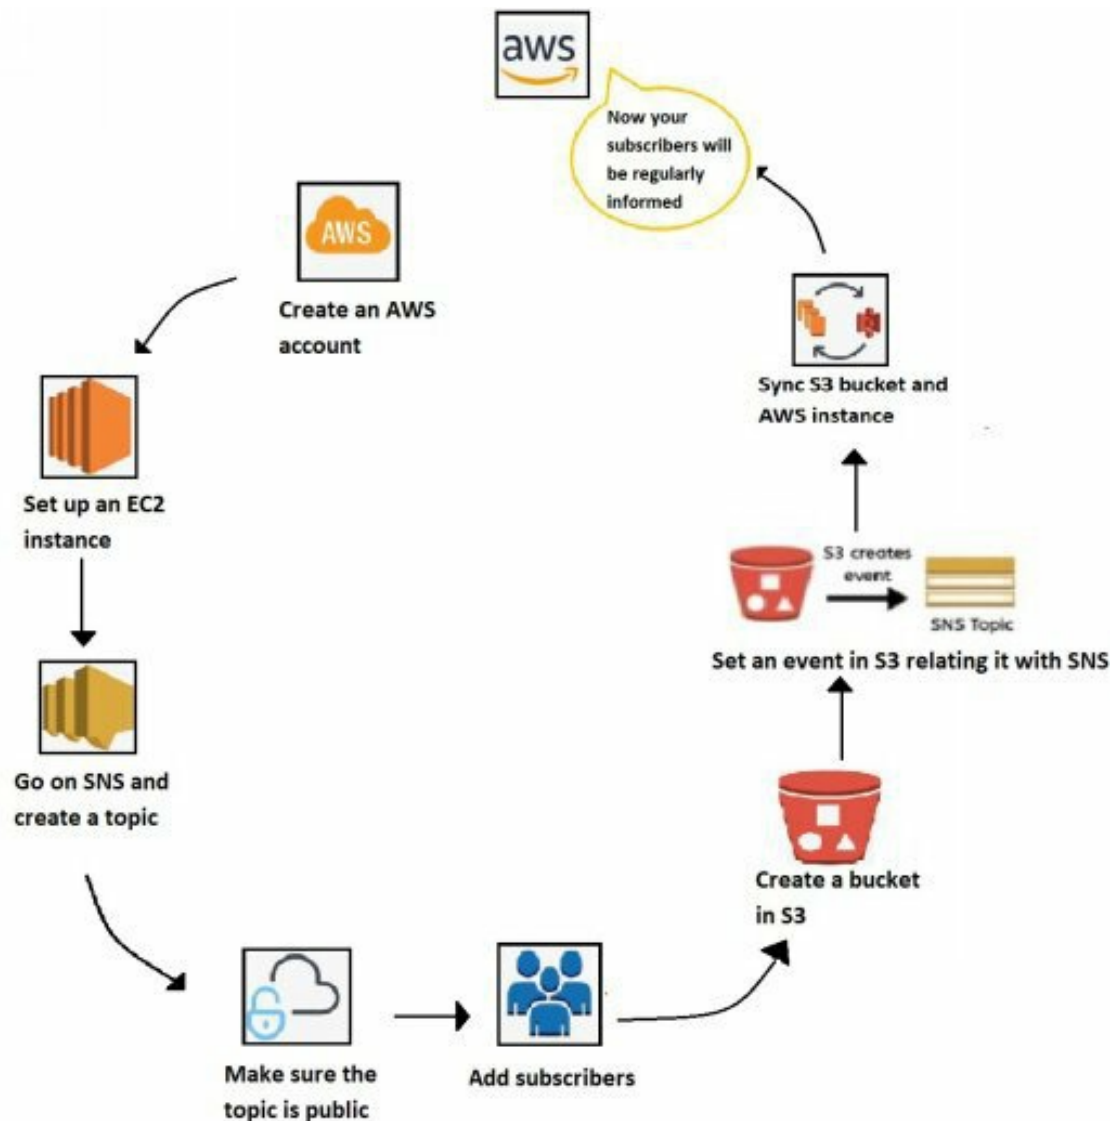 aws
Now your
subscribers will
be regularly
informed
AWS
Create an AWS
account
Set up an EC2
instance
Go on SNS and
create a topic
Make sure the
topic is public
Add subscribers
Create a bucket
in S3
S3 creates
event
SNS Topic
Set an event in S3 relating it with SNS
Sync S3 bucket and
AWS instance